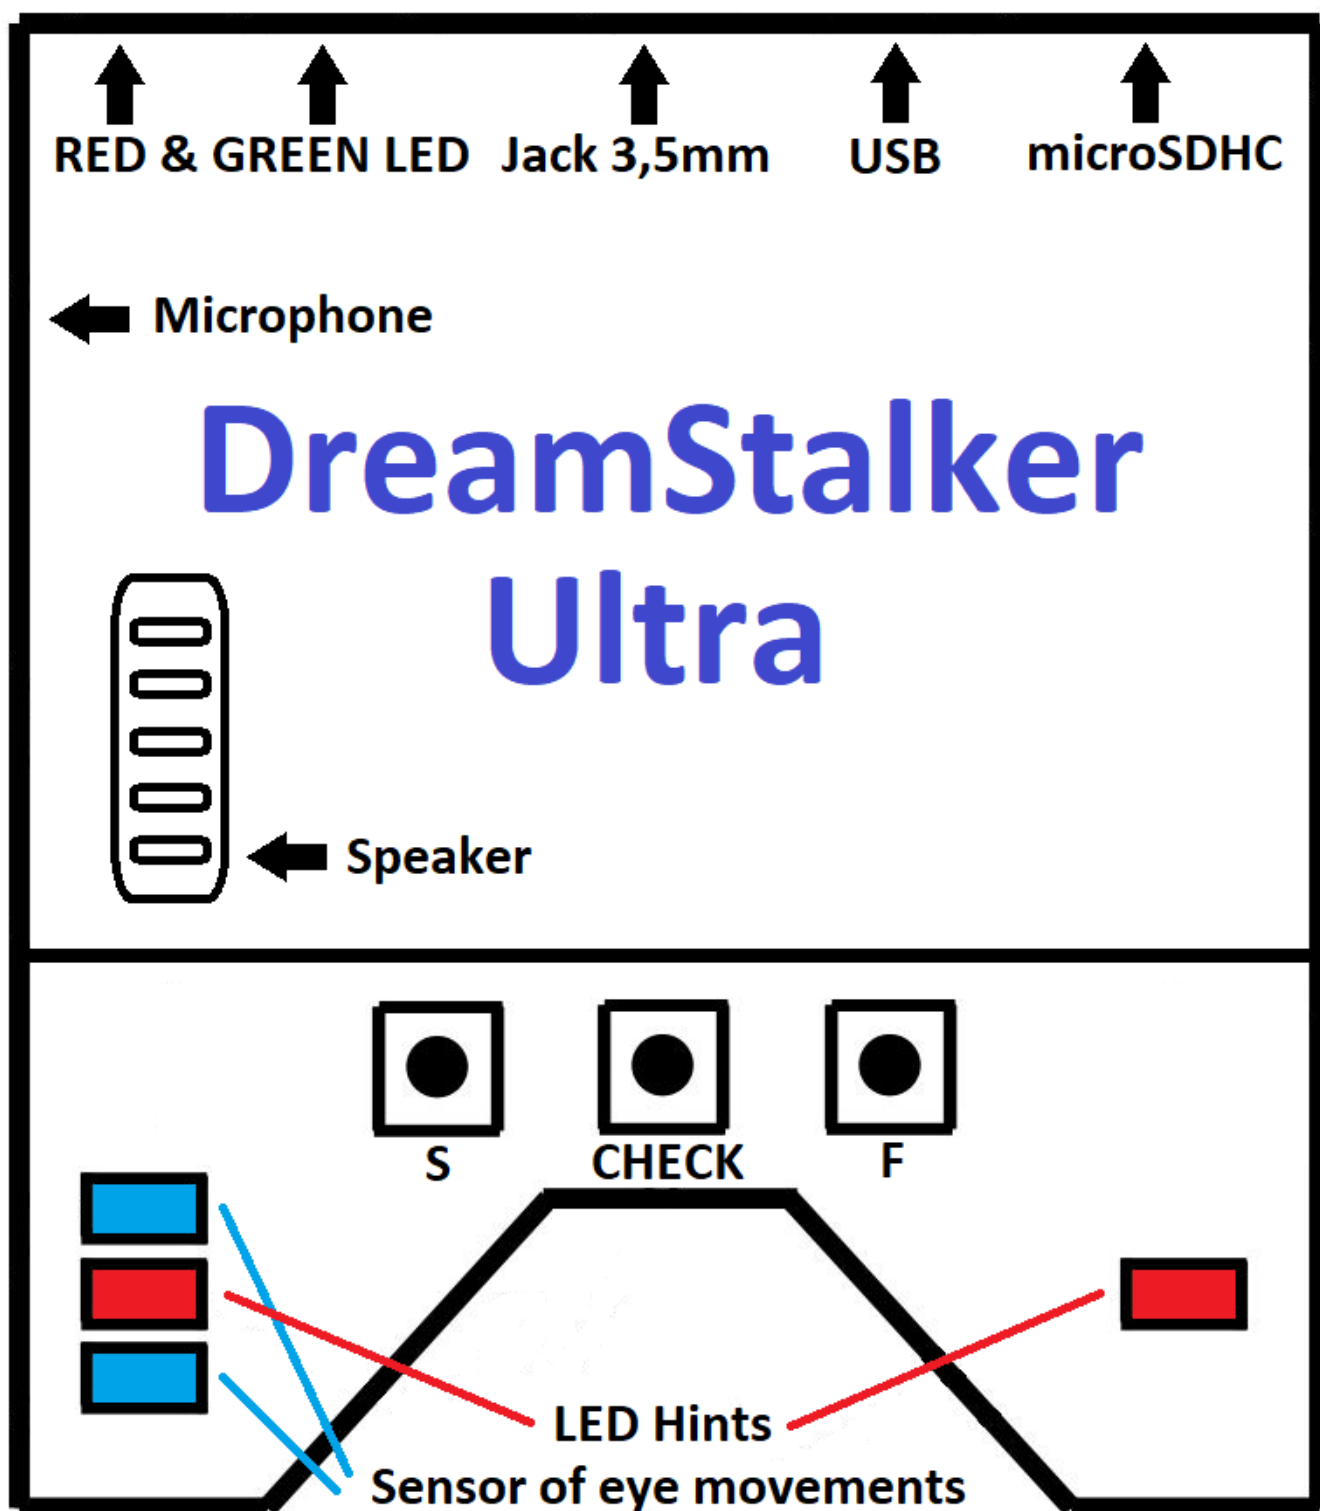 RED & GREEN LED Jack 3,5mm USB microSDHC
Microphone
DreamStalker
Ultra
Speaker
S CHECK F
LED Hints
Sensor of eye movements